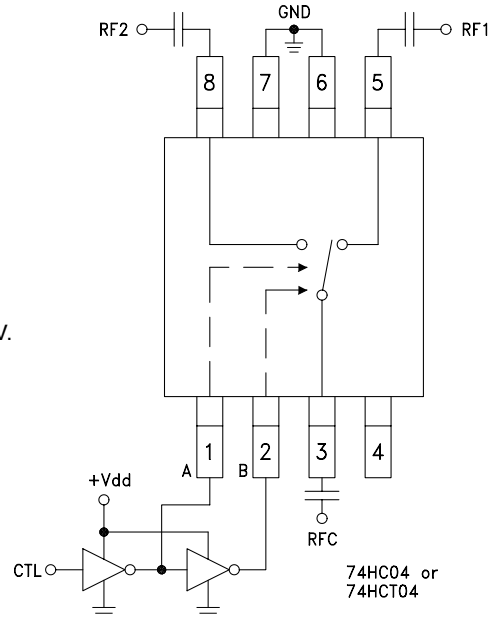 GND
RF2
RF1
8 7 6 5
V.
1 2 3 4
A B
+Vdd
RFC
CTL
74HC04 or
74HCT04